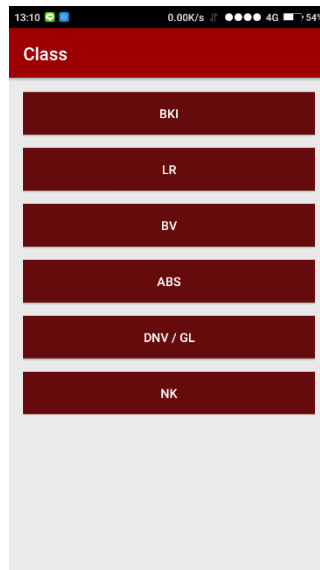 13:10 0.00K/s 4G 54%
Class
BKI
LR
BV
ABS
DNV / GL
NK